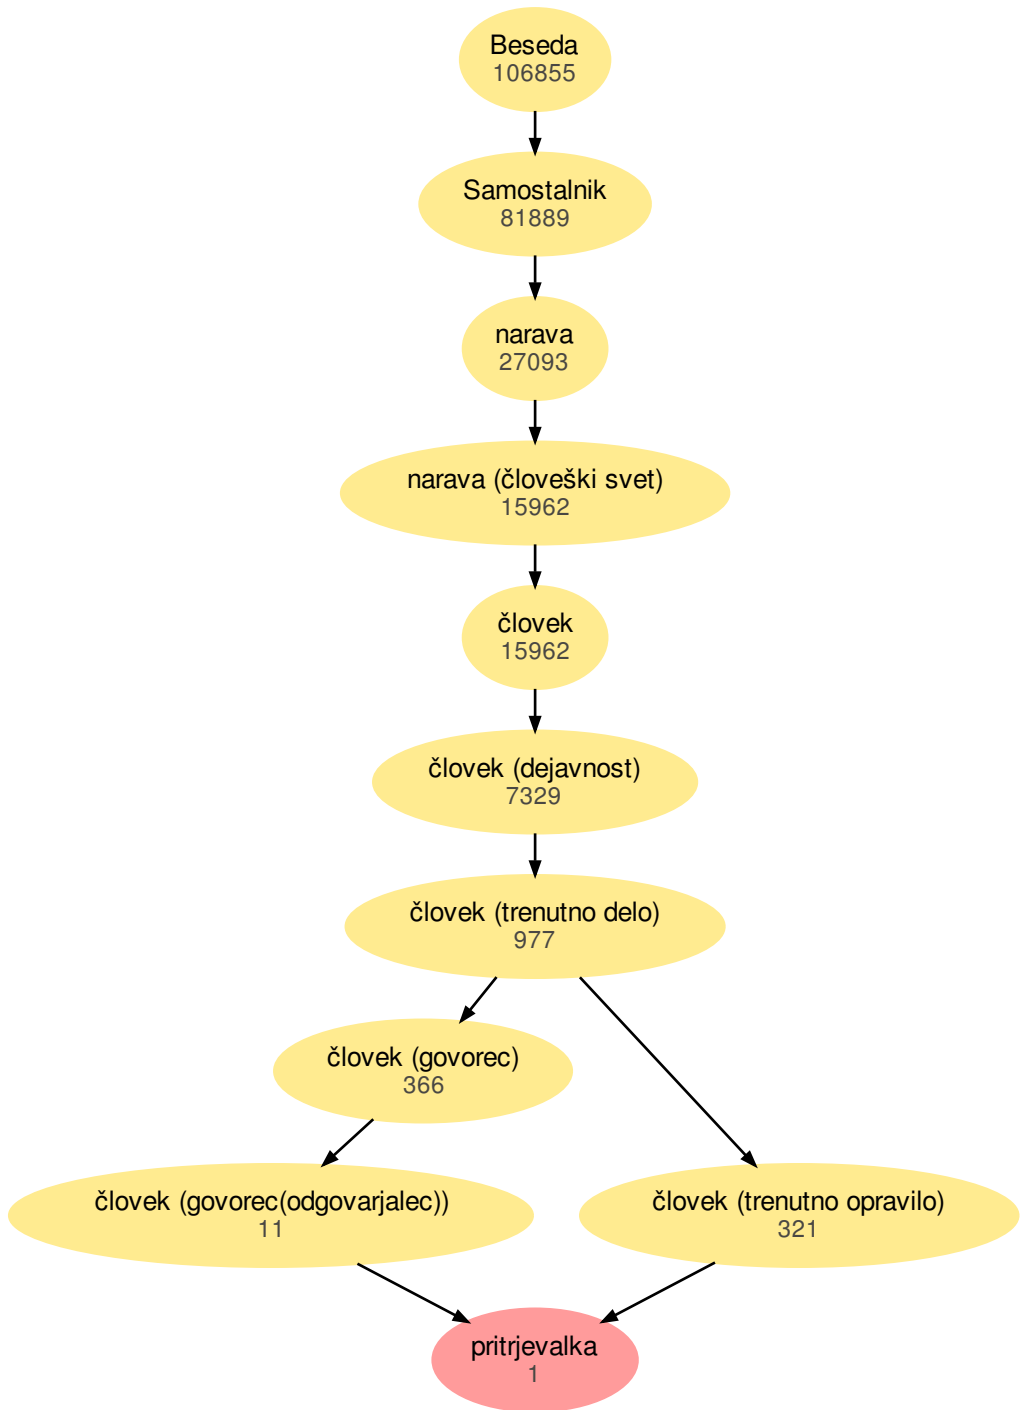 Beseda
106855
Samostalnik
81889
narava
27093
narava (človeški svet)
15962
človek
15962
človek (dejavnost)
7329
človek (trenutno delo)
977
človek (govorec)
366
človek (govorec(odgovarjalec))
11
človek (trenutno opravilo)
321
pritrjevalka
1